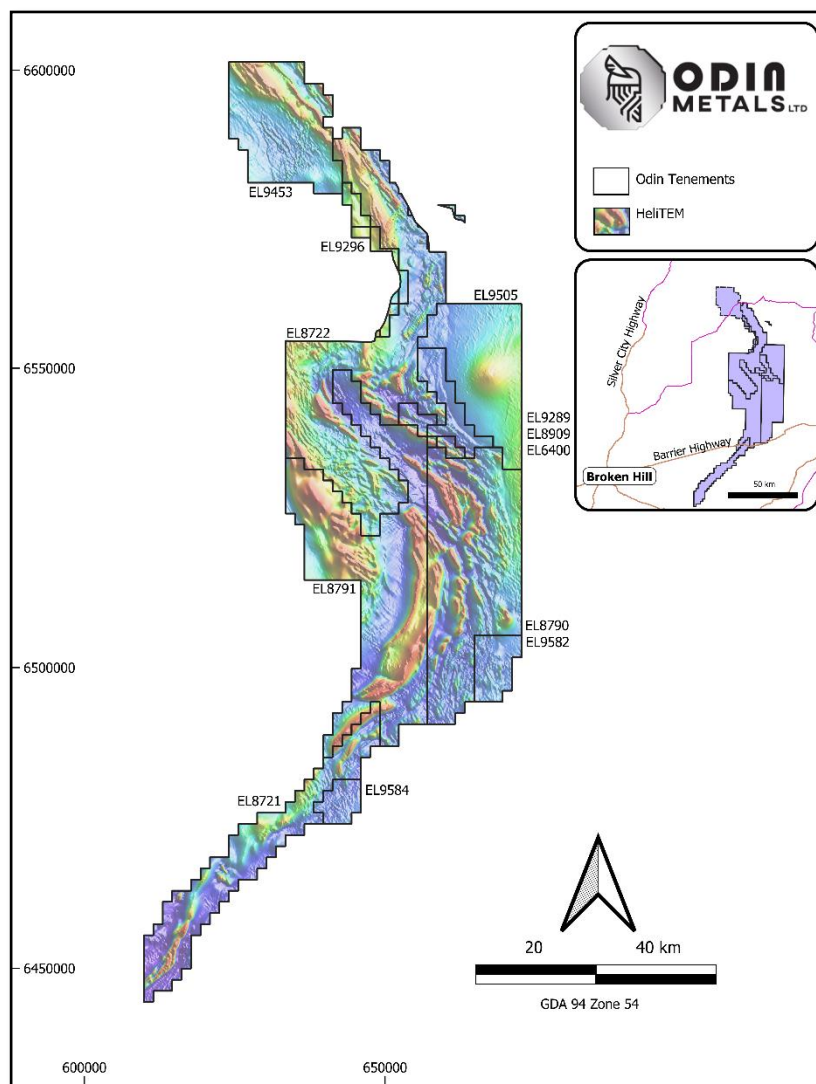 6600000
6550000
6500000
6450000
600000
650000
EL9453
EL9296
EL9505
EL8722
EL9289
EL8909
EL6400
EL8791
EL8790
EL9582
EL8721
EL9584
ODIN
METALS LTD
Odin Tenements
HeliTEM
Silver City Highway
Barrier Highway
Broken Hill
50 km
20 40 km
GDA 94 Zone 54